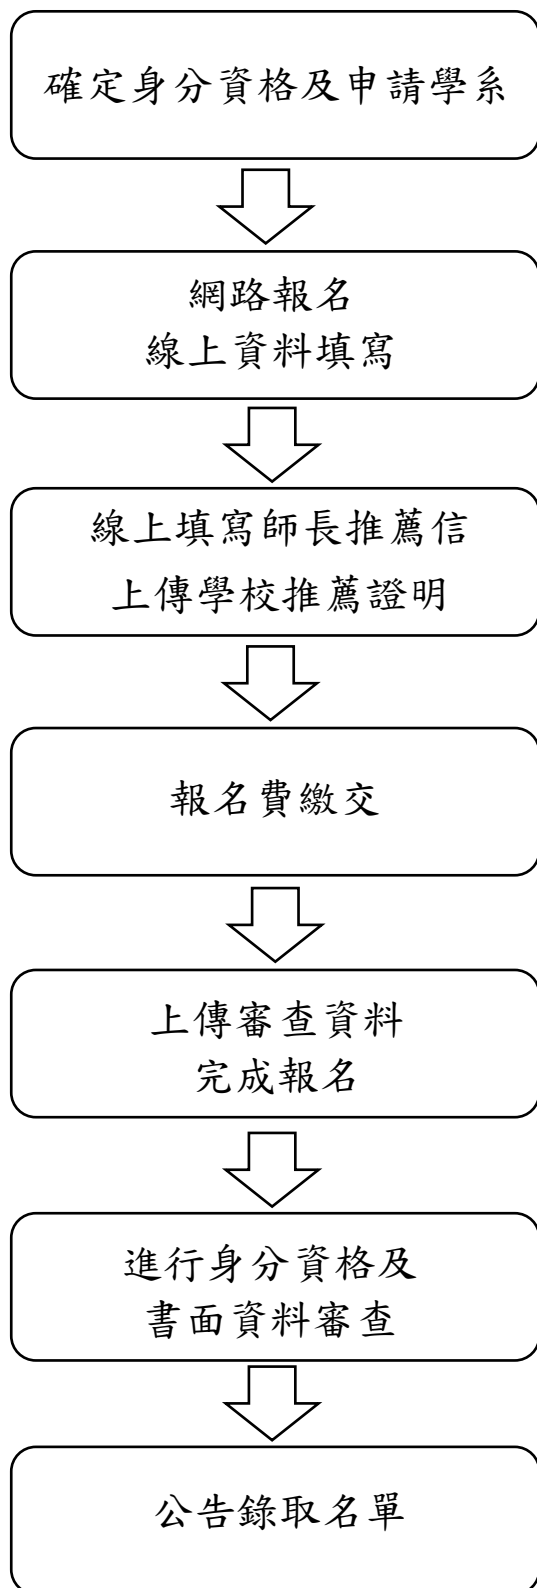 確定身分資格及申請學系
網路報名
線上資料填寫
線上填寫師長推薦信
上傳學校推薦證明
報名費繳交
上傳審查資料
完成報名
進行身分資格及
書面資料審查
公告錄取名單